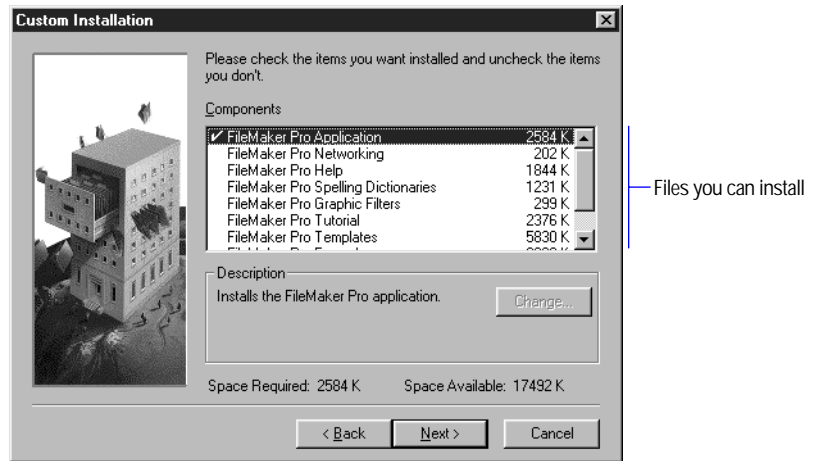 Custom Installation
Please check the items you want installed and uncheck the items
you don't.
Components
✔ FileMaker Pro Application 2584 K
FileMaker Pro Networking 202 K
FileMaker Pro Help 1844 K
FileMaker Pro Spelling Dictionaries 1231 K
FileMaker Pro Graphic Filters 299 K
FileMaker Pro Tutorial 2376 K
FileMaker Pro Templates 5830 K
Files you can install
Description
Installs the FileMaker Pro application.
Change...
Space Required: 2584 K Space Available: 17492 K
< Back Next > Cancel